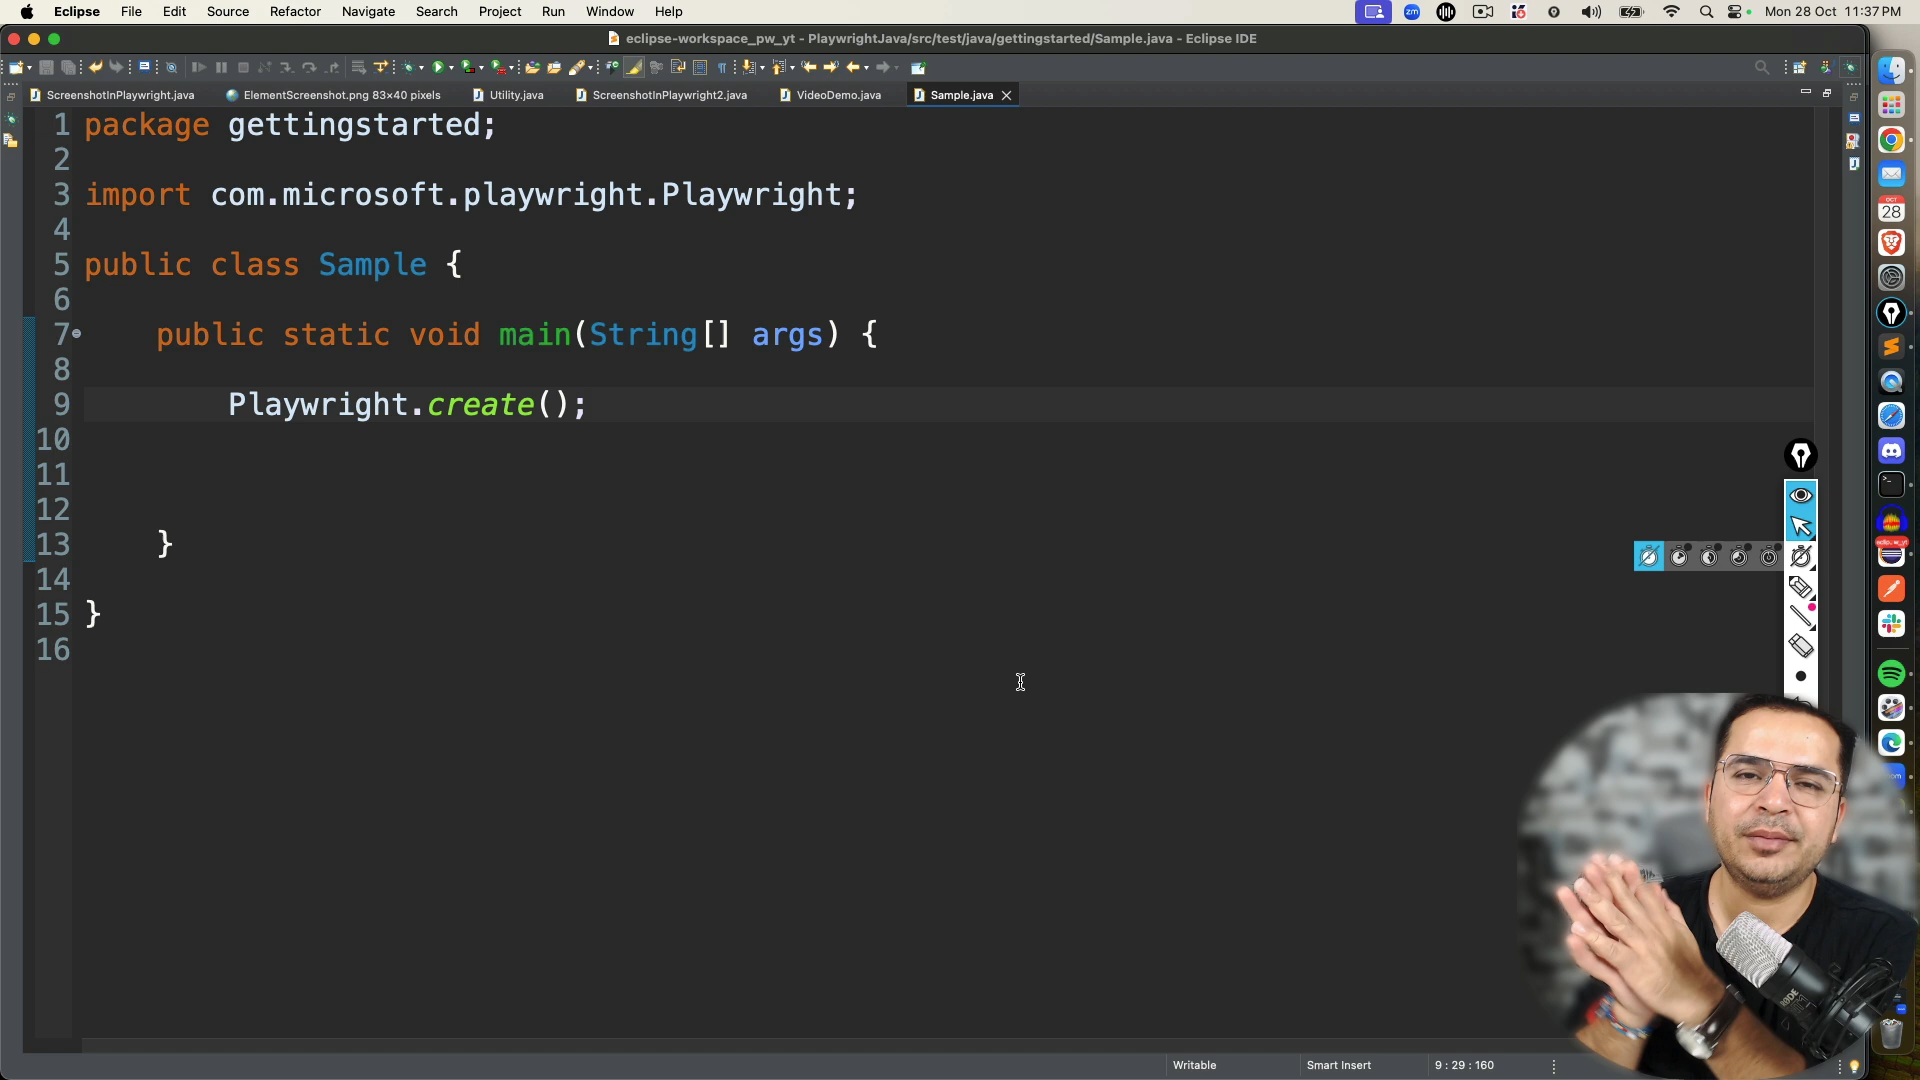 Eclipse File Edit Source Refactor Navigate Search Project Run Window Help zm Mon 28 Oct 11:37 PM
eclipse-workspace_pw_yt - PlaywrightJava/src/test/java/gettingstarted/Sample.java - Eclipse IDE
ScreenshotInPlaywright.java ElementScreenshot.png 83×40 pixels Utility.java ScreenshotInPlaywright2.java VideoDemo.java Sample.java
1 package gettingstarted;
2
3 import com.microsoft.playwright.Playwright;
4
5 public class Sample {
6
7 public static void main(String[] args) {
8
9 Playwright.create();
10
11
12
13 }
14
15 }
16
OCT
28
RODE
Writable Smart Insert 9 : 29 : 160